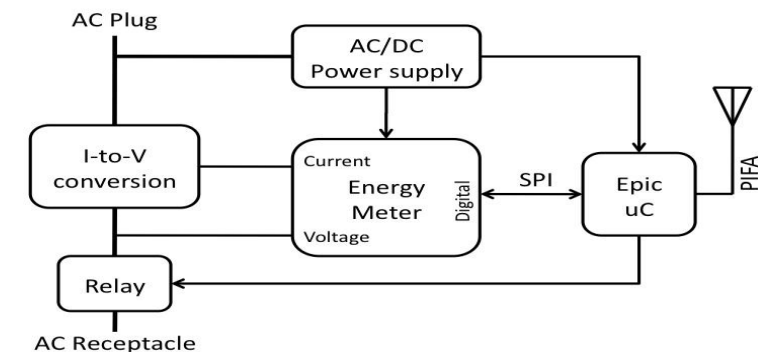 AC Plug
AC/DC
Power supply
I-to-V
conversion
Current
Energy
Meter
Voltage
Digital
SPI
Epic
uC
PIFA
Relay
AC Receptacle